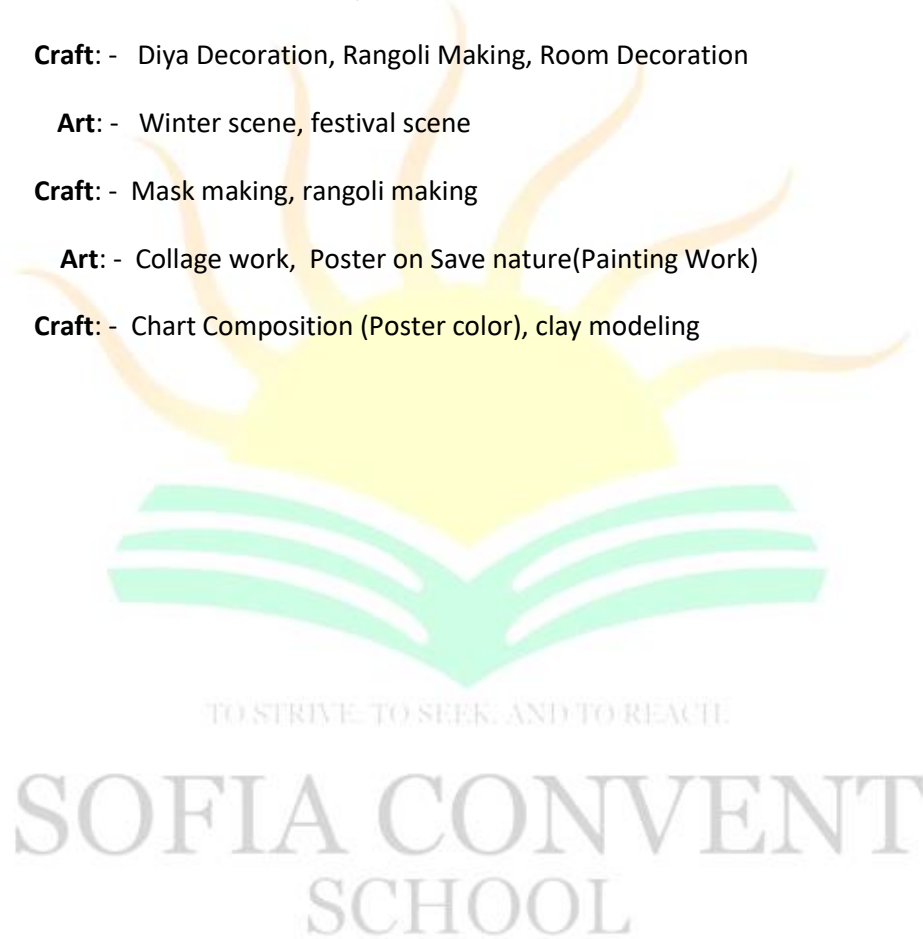 Craft: - Diya Decoration, Rangoli Making, Room Decoration
Art: - Winter scene, festival scene
Craft: - Mask making, rangoli making
Art: - Collage work, Poster on Save nature(Painting Work)
Craft: - Chart Composition (Poster color), clay modeling
TO STRIVE, TO SEEK, AND TO REACH
SOFIA CONVENT
SCHOOL